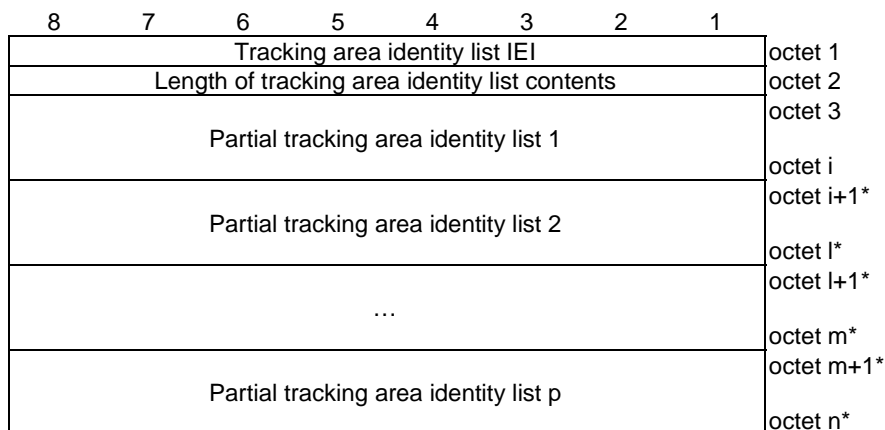 8 7 6 5 4 3 2 1
Tracking area identity list IEI octet 1
Length of tracking area identity list contents octet 2
octet 3
Partial tracking area identity list 1
octet i
octet i+1*
Partial tracking area identity list 2
octet l*
octet l+1*
…
octet m*
octet m+1*
Partial tracking area identity list p
octet n*